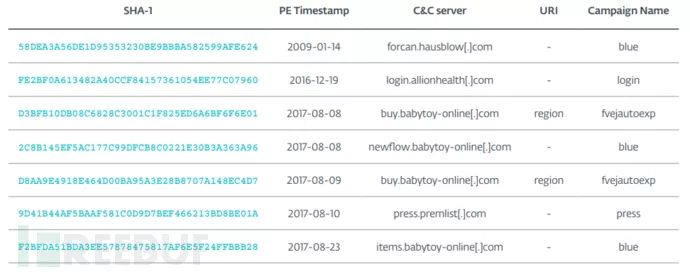 SHA-1 PE Timestamp C&C server URI Campaign Name
58DEA3A56DE1D95353230BE9BBBA582599AFE624 2009-01-14 forcan.hausblow[.]com - blue
FE2BF0A613482A40CCF84157361054EE77C07960 2016-12-19 login.allionhealth[.]com - login
D3BFB10DB08C6828C3001C1F825ED6A6BF6F6E01 2017-08-08 buy.babytoy-online[.]com region fvejautoexp
2C8B145EF5AC177C99DFCB8C0221E30B3A363A96 2017-08-08 newflow.babytoy-online[.]com - blue
D8AA9E4918E464D00BA95A3E28B8707A148EC4D7 2017-08-09 buy.babytoy-online[.]com region fvejautoexp
9D41B44AF5BAAF581C0D9D7BEF466213BD8BE01A 2017-08-10 press.premlist[.]com - press
F2BFDA51BDA3EE57878475817AF6E5F24FFBBB28 2017-08-23 items.babytoy-online[.]com - blue
REEBUF